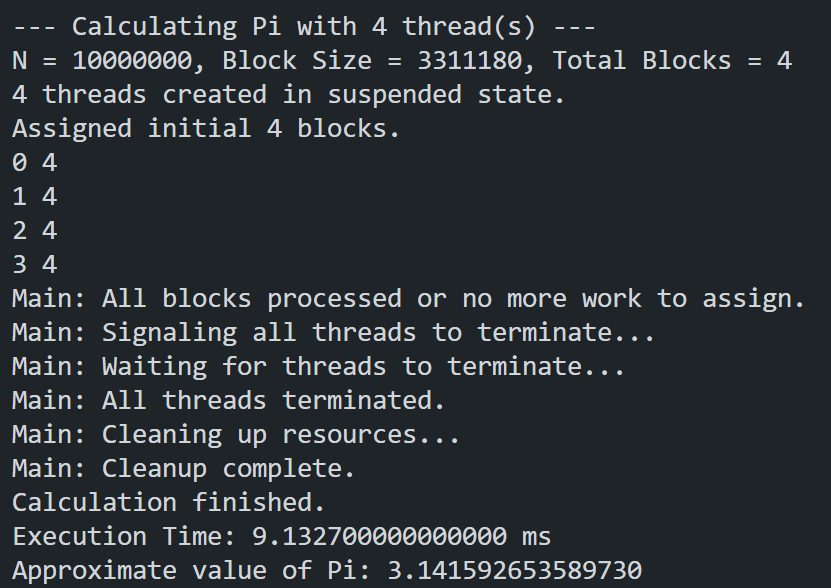 --- Calculating Pi with 4 thread(s) ---
N = 10000000, Block Size = 3311180, Total Blocks = 4
4 threads created in suspended state.
Assigned initial 4 blocks.
0 4
1 4
2 4
3 4
Main: All blocks processed or no more work to assign.
Main: Signaling all threads to terminate...
Main: Waiting for threads to terminate...
Main: All threads terminated.
Main: Cleaning up resources...
Main: Cleanup complete.
Calculation finished.
Execution Time: 9.132700000000000 ms
Approximate value of Pi: 3.141592653589730